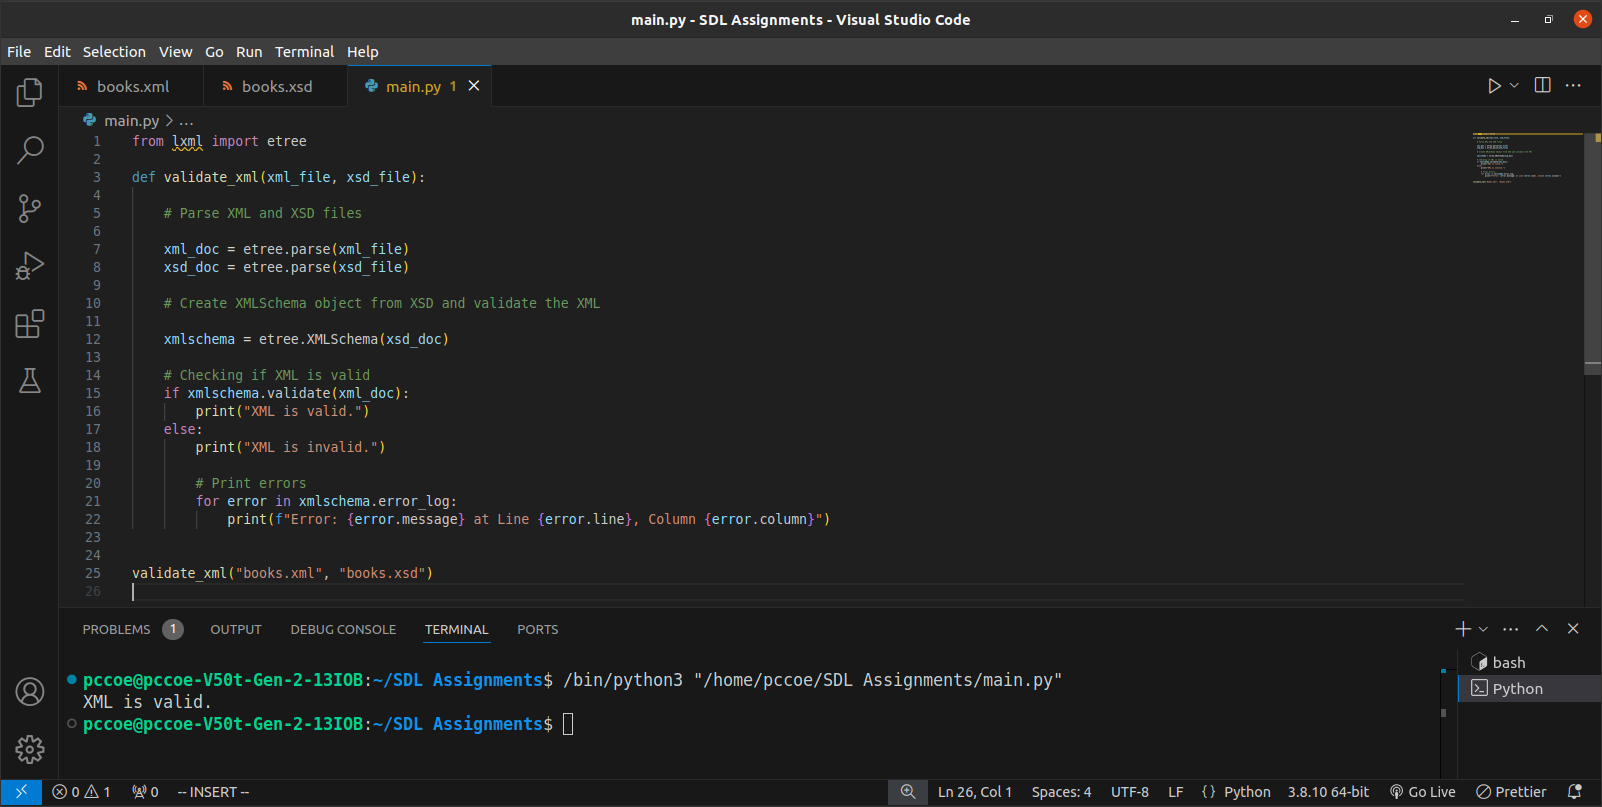 main.py - SDL Assignments - Visual Studio Code
File Edit Selection View Go Run Terminal Help
books.xml books.xsd main.py 1
main.py > ...
1 from lxml import etree
2
3 def validate_xml(xml_file, xsd_file):
4
5 # Parse XML and XSD files
6
7 xml_doc = etree.parse(xml_file)
8 xsd_doc = etree.parse(xsd_file)
9
10 # Create XMLSchema object from XSD and validate the XML
11
12 xmlschema = etree.XMLSchema(xsd_doc)
13
14 # Checking if XML is valid
15 if xmlschema.validate(xml_doc):
16 print("XML is valid.")
17 else:
18 print("XML is invalid.")
19
20 # Print errors
21 for error in xmlschema.error_log:
22 print(f"Error: {error.message} at Line {error.line}, Column {error.column}")
23
24
25 validate_xml("books.xml", "books.xsd")
26
PROBLEMS 1 OUTPUT DEBUG CONSOLE TERMINAL PORTS
pccoe@pccoe-V50t-Gen-2-13IOB:~/SDL Assignments$ /bin/python3 "/home/pccoe/SDL Assignments/main.py"
XML is valid.
pccoe@pccoe-V50t-Gen-2-13IOB:~/SDL Assignments$
bash
Python
0 1 0 -- INSERT -- Ln 26, Col 1 Spaces: 4 UTF-8 LF {} Python 3.8.10 64-bit Go Live Prettier